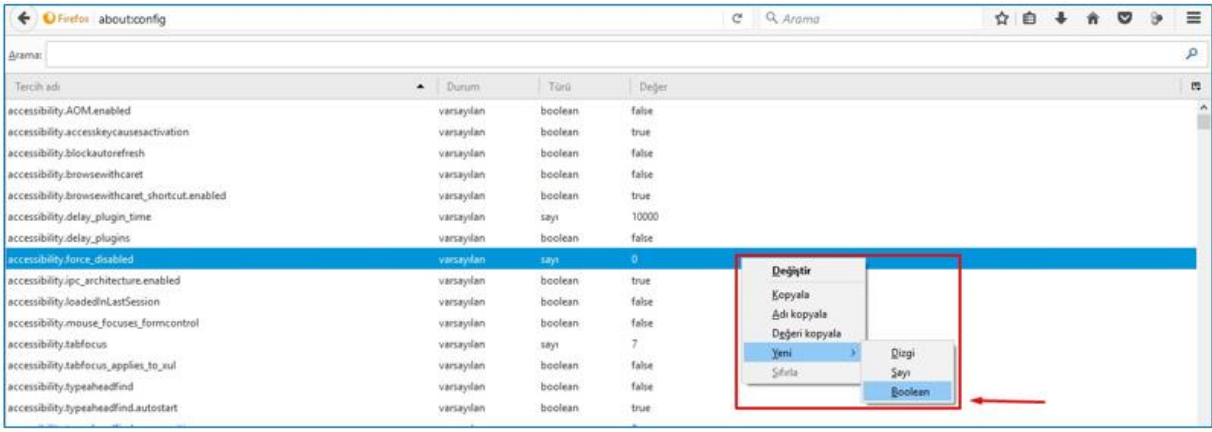 Firefox about:config Arama
Arama:
Tercih adı Durum Türü Değer
accessibility.AOM.enabled varsayılan boolean false
accessibility.accesskeycausesactivation varsayılan boolean true
accessibility.blockautorefresh varsayılan boolean false
accessibility.browsewithcaret varsayılan boolean false
accessibility.browsewithcaret_shortcut.enabled varsayılan boolean true
accessibility.delay_plugin_time varsayılan sayı 10000
accessibility.delay_plugins varsayılan boolean false
accessibility.force_disabled varsayılan sayı 0
accessibility.ipc_architecture.enabled varsayılan boolean true
accessibility.loadedInLastSession varsayılan boolean false
accessibility.mouse_focuses_formcontrol varsayılan boolean false
accessibility.tabfocus varsayılan sayı 7
accessibility.tabfocus_applies_to_xul varsayılan boolean false
accessibility.typeaheadfind varsayılan boolean false
accessibility.typeaheadfind.autostart varsayılan boolean true
Değiştir
Kopyala
Adı kopyala
Değeri kopyala
Yeni
Sıfırla
Dizgi
Sayı
Boolean